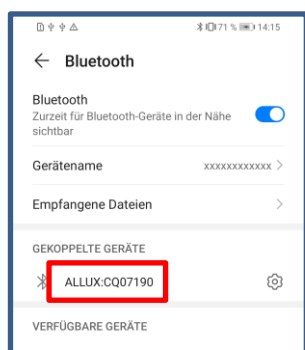 71 % 14:15
Bluetooth
Bluetooth
Zurzeit für Bluetooth-Geräte in der Nähe
sichtbar
Gerätename xxxxxxxxxxxx
Empfangene Dateien
GEKOPPELTE GERÄTE
ALLUX:CQ07190
VERFÜGBARE GERÄTE